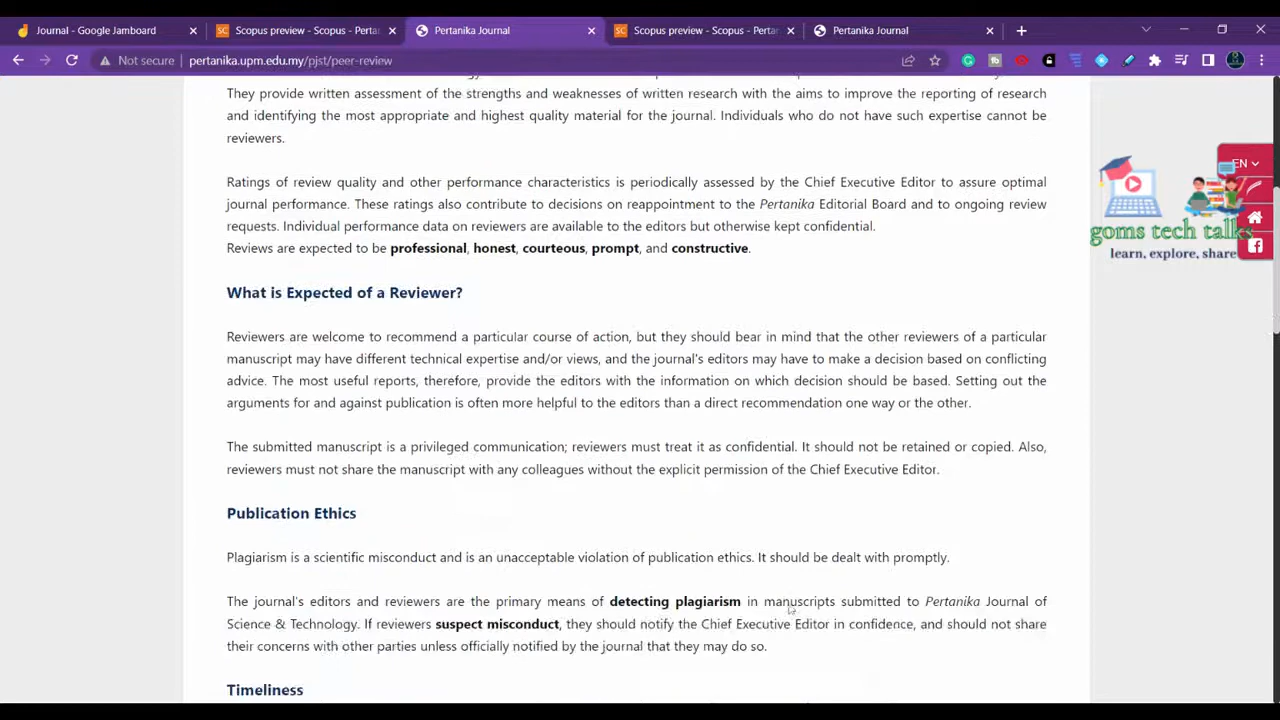 Journal - Google Jamboard
Scopus preview - Scopus - Perta
Pertanika Journal
Scopus preview - Scopus - Perta
Pertanika Journal
Not secure
pertanika.upm.edu.my/pjst/peer-review
They provide written assessment of the strengths and weaknesses of written research with the aims to improve the reporting of research
and identifying the most appropriate and highest quality material for the journal. Individuals who do not have such expertise cannot be
reviewers.
EN
Ratings of review quality and other performance characteristics is periodically assessed by the Chief Executive Editor to assure optimal
journal performance. These ratings also contribute to decisions on reappointment to the Pertanika Editorial Board and to ongoing review
requests. Individual performance data on reviewers are available to the editors but otherwise kept confidential.
Reviews are expected to be professional, honest, courteous, prompt, and constructive.
goms tech talks
learn, explore, share
What is Expected of a Reviewer?
Reviewers are welcome to recommend a particular course of action, but they should bear in mind that the other reviewers of a particular
manuscript may have different technical expertise and/or views, and the journal's editors may have to make a decision based on conflicting
advice. The most useful reports, therefore, provide the editors with the information on which decision should be based. Setting out the
arguments for and against publication is often more helpful to the editors than a direct recommendation one way or the other.
The submitted manuscript is a privileged communication; reviewers must treat it as confidential. It should not be retained or copied. Also,
reviewers must not share the manuscript with any colleagues without the explicit permission of the Chief Executive Editor.
Publication Ethics
Plagiarism is a scientific misconduct and is an unacceptable violation of publication ethics. It should be dealt with promptly.
The journal's editors and reviewers are the primary means of detecting plagiarism in manuscripts submitted to Pertanika Journal of
Science & Technology. If reviewers suspect misconduct, they should notify the Chief Executive Editor in confidence, and should not share
their concerns with other parties unless officially notified by the journal that they may do so.
Timeliness